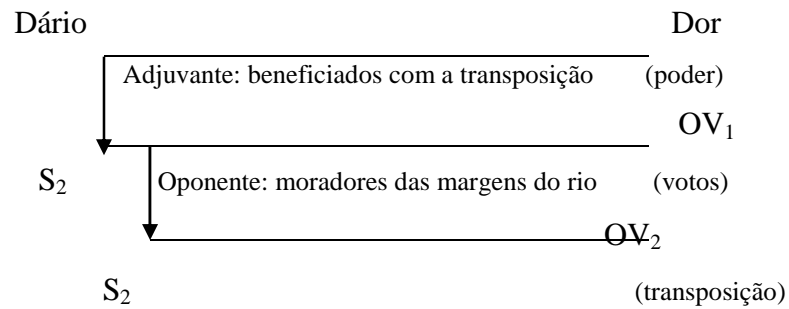 Dário Dor
Adjuvante: beneficiados com a transposição (poder)
OV₁
S₂ Oponente: moradores das margens do rio (votos)
OV₂
S₂ (transposição)